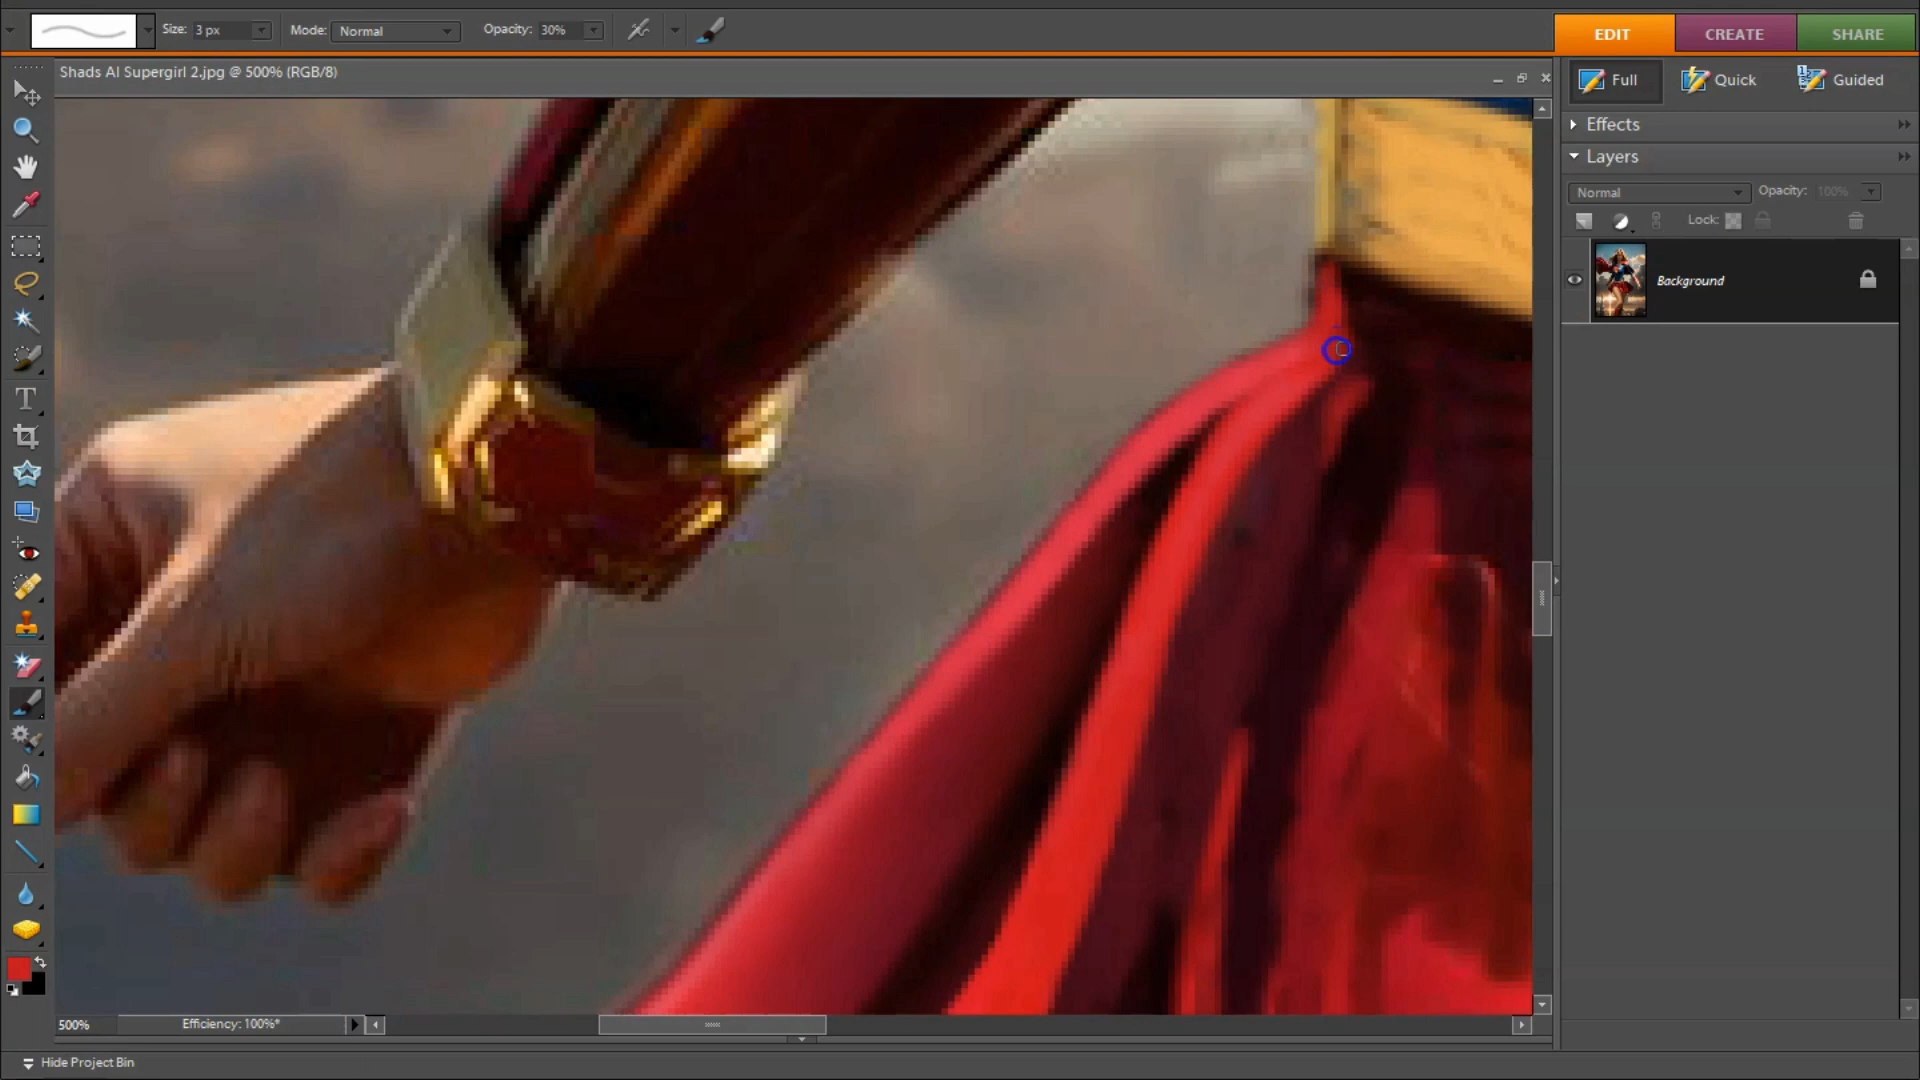 Size: 3 px Mode: Normal Opacity: 30% EDIT CREATE SHARE
Shads AI Supergirl 2.jpg @ 500% (RGB/8)
Full Quick Guided
Effects
Layers
Normal Opacity: 100%
Lock:
Background
T
500% Efficiency: 100%*
Hide Project Bin